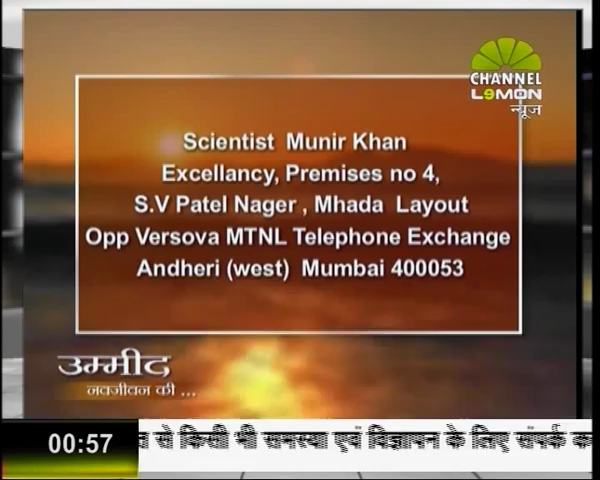 CHANNEL
LeMON
न्यूज़
Scientist Munir Khan
Excellancy, Premises no 4,
S.V Patel Nager , Mhada Layout
Opp Versova MTNL Telephone Exchange
Andheri (west) Mumbai 400053
उम्मीद
नवजीवन की ...
00:57 से किसी भी समस्या एवं विज्ञापन के लिए संपर्क